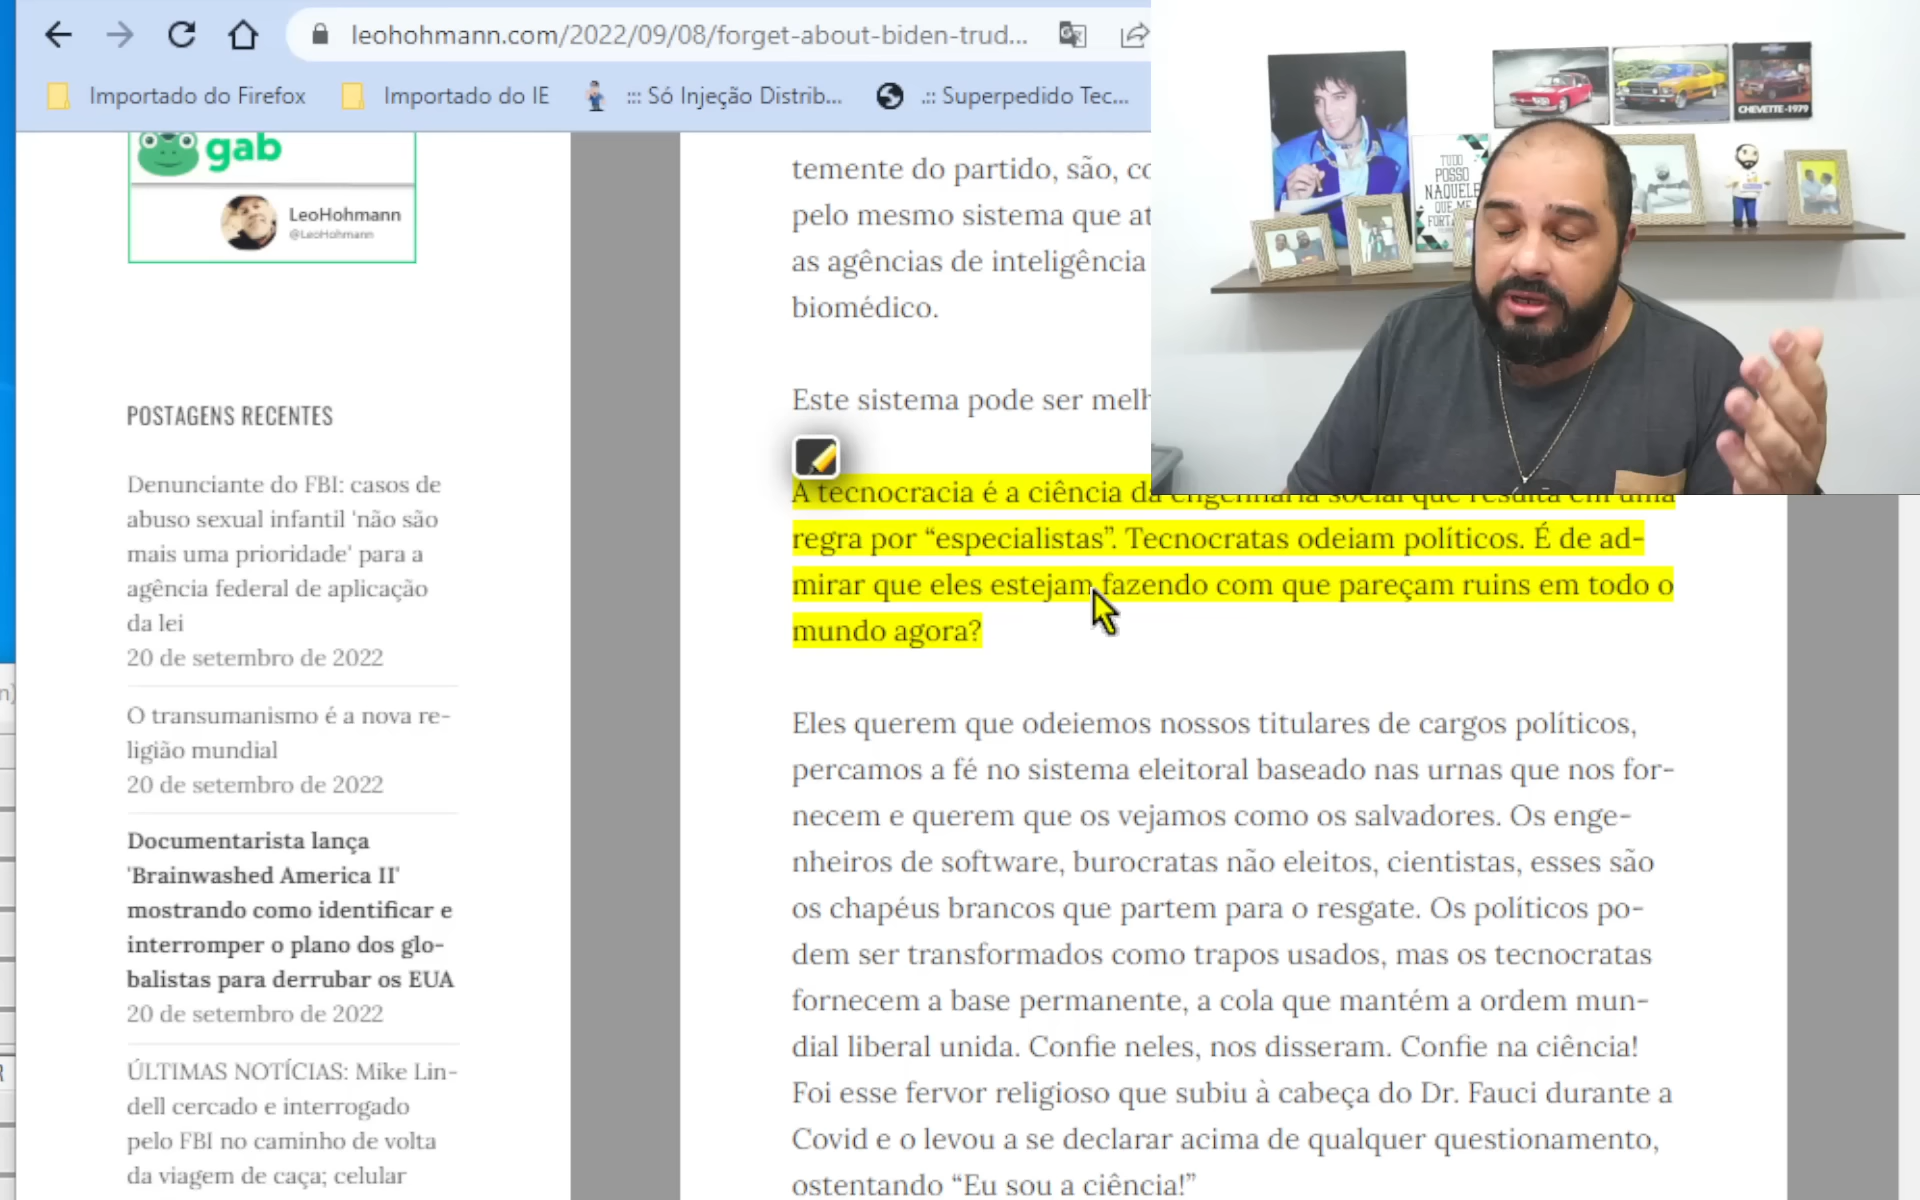 leohohmann.com/2022/09/08/forget-about-biden-trud...
Importado do Firefox
Importado do IE
::: Só Injeção Distrib...
.:: Superpedido Tec...
gab
LeoHohmann
@LeoHohmann
POSTAGENS RECENTES
Denunciante do FBI: casos de
abuso sexual infantil 'não são
mais uma prioridade' para a
agência federal de aplicação
da lei
20 de setembro de 2022
O transumanismo é a nova re-
ligião mundial
20 de setembro de 2022
Documentarista lança
'Brainwashed America II'
mostrando como identificar e
interromper o plano dos glo-
balistas para derrubar os EUA
20 de setembro de 2022
ÚLTIMAS NOTÍCIAS: Mike Lin-
dell cercado e interrogado
pelo FBI no caminho de volta
da viagem de caça; celular
temente do partido, são, co
pelo mesmo sistema que at
as agências de inteligência
biomédico.
Este sistema pode ser melh
A tecnocracia é a ciência da engenharia social que resulta em uma
regra por “especialistas”. Tecnocratas odeiam políticos. É de ad-
mirar que eles estejam fazendo com que pareçam ruins em todo o
mundo agora?
Eles querem que odeiemos nossos titulares de cargos políticos,
percamos a fé no sistema eleitoral baseado nas urnas que nos for-
necem e querem que os vejamos como os salvadores. Os enge-
nheiros de software, burocratas não eleitos, cientistas, esses são
os chapéus brancos que partem para o resgate. Os políticos po-
dem ser transformados como trapos usados, mas os tecnocratas
fornecem a base permanente, a cola que mantém a ordem mun-
dial liberal unida. Confie neles, nos disseram. Confie na ciência!
Foi esse fervor religioso que subiu à cabeça do Dr. Fauci durante a
Covid e o levou a se declarar acima de qualquer questionamento,
ostentando “Eu sou a ciência!”
CHEVETTE-1979
TUDO
POSSO
NAQUELE
QUE ME